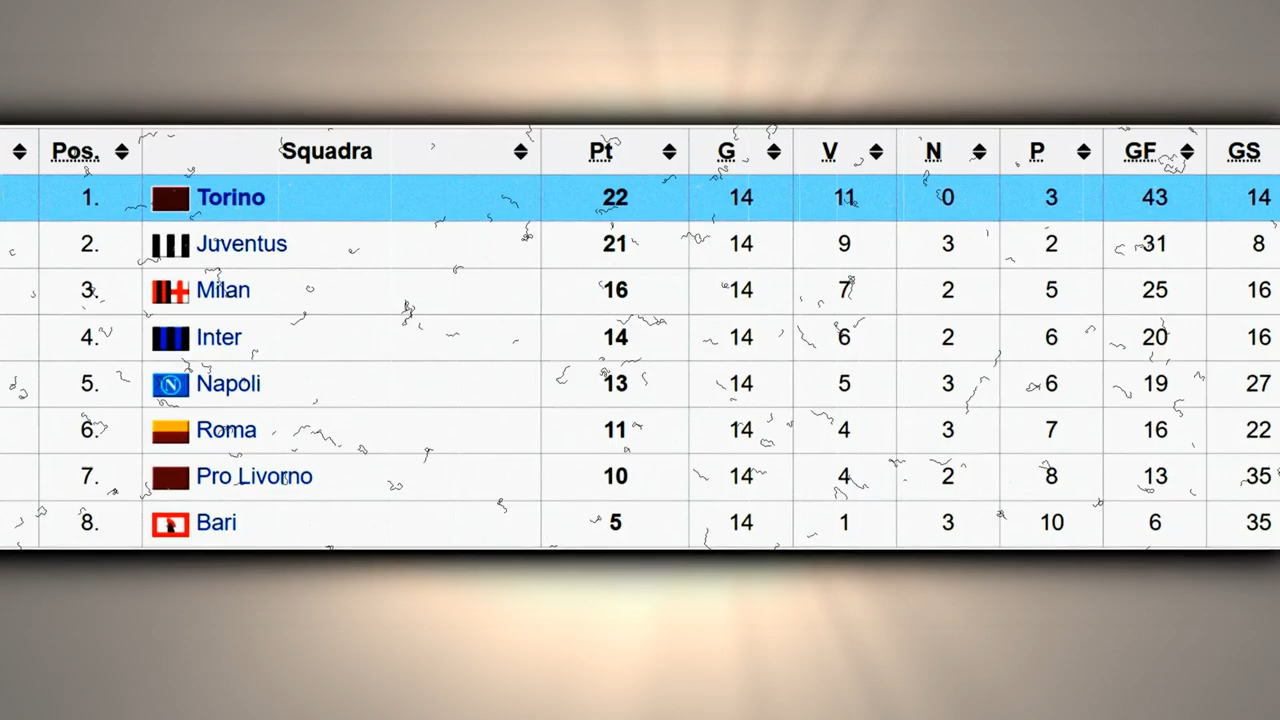 Pos. Squadra Pt G V N P GF GS
1. Torino 22 14 11 0 3 43 14
2. Juventus 21 14 9 3 2 31 8
3. Milan 16 14 7 2 5 25 16
4. Inter 14 14 6 2 6 20 16
5. Napoli 13 14 5 3 6 19 27
6. Roma 11 14 4 3 7 16 22
7. Pro Livorno 10 14 4 2 8 13 35
8. Bari 5 14 1 3 10 6 35